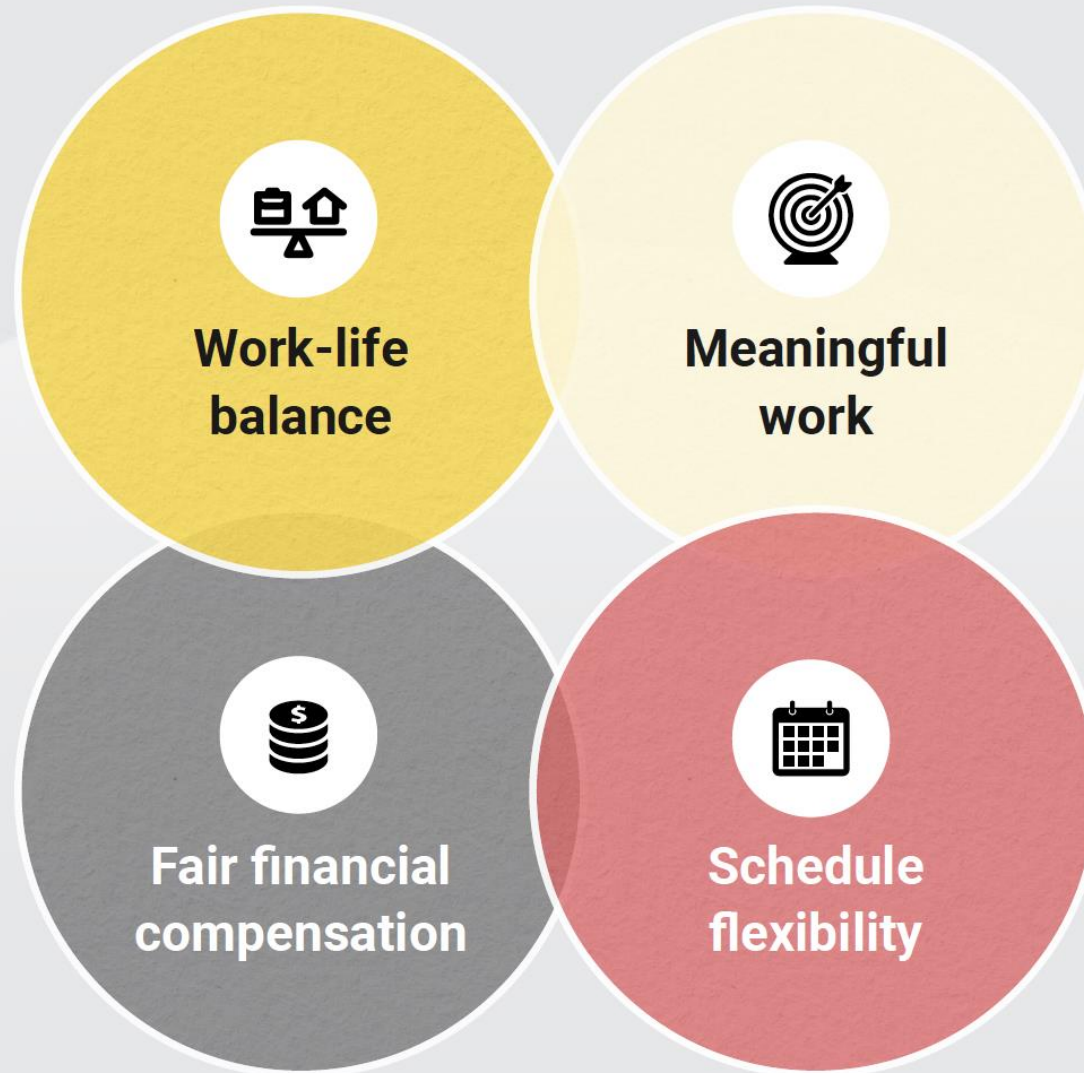 Work-life
balance
Meaningful
work
$
Fair financial
compensation
Schedule
flexibility